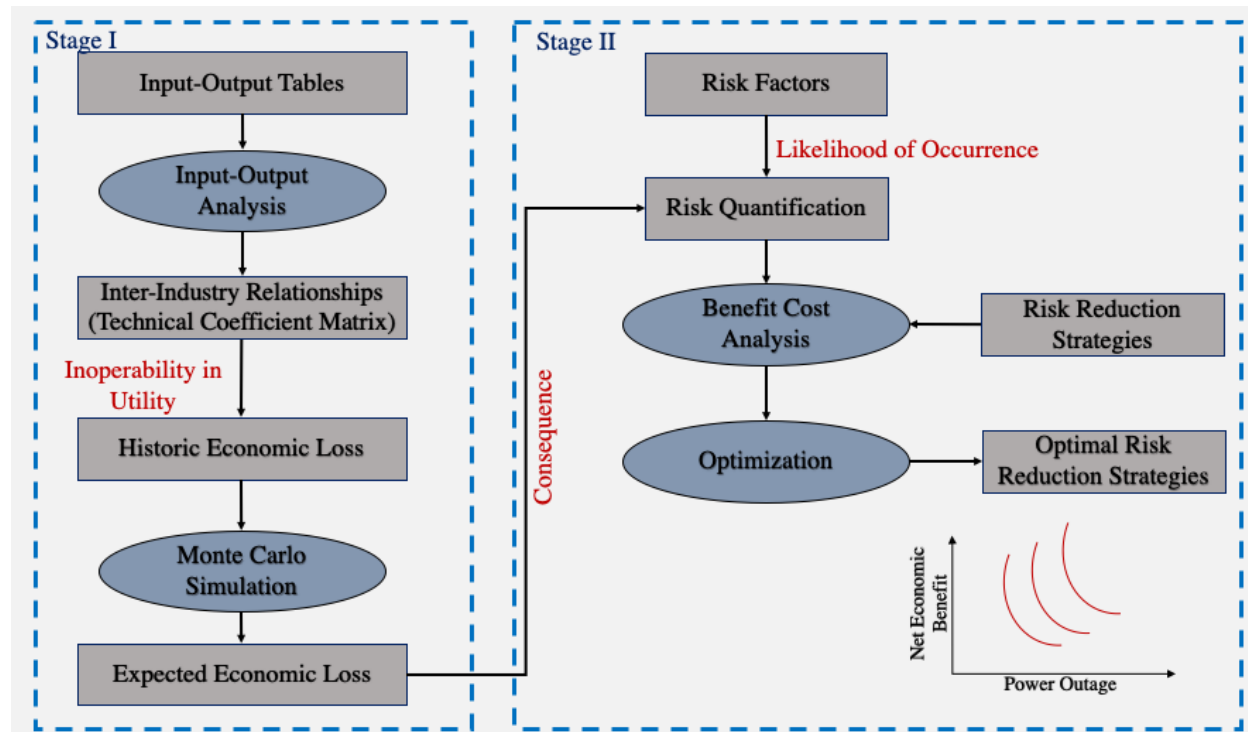 Stage I
Input-Output Tables
Input-Output
Analysis
Inter-Industry Relationships
(Technical Coefficient Matrix)
Inoperability in
Utility
Historic Economic Loss
Monte Carlo
Simulation
Expected Economic Loss
Consequence
Stage II
Risk Factors
Likelihood of Occurrence
Risk Quantification
Benefit Cost
Analysis
Risk Reduction
Strategies
Optimization
Optimal Risk
Reduction Strategies
Net Economic
Benefit
Power Outage